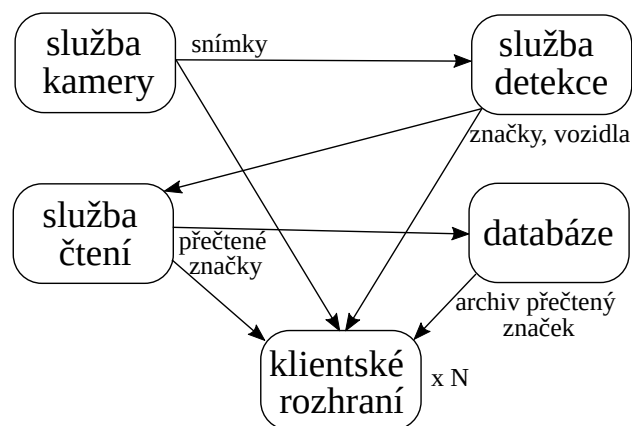 služba
kamery
snímky
služba
detekce
značky, vozidla
služba
čtení
přečtené
značky
databáze
archiv přečtený
značek
klientské
rozhraní
x N